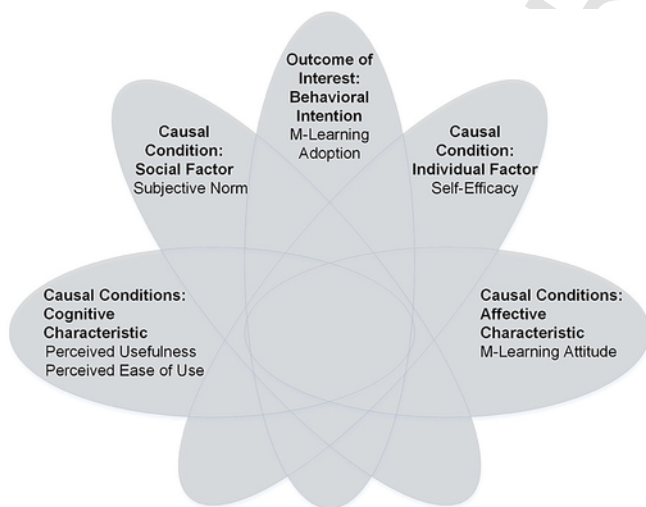 Outcome of
Interest:
Behavioral
Intention
M-Learning
Adoption
Causal
Condition:
Social Factor
Subjective Norm
Causal
Condition:
Individual Factor
Self-Efficacy
Causal Conditions:
Cognitive
Characteristic
Perceived Usefulness
Perceived Ease of Use
Causal Conditions:
Affective
Characteristic
M-Learning Attitude